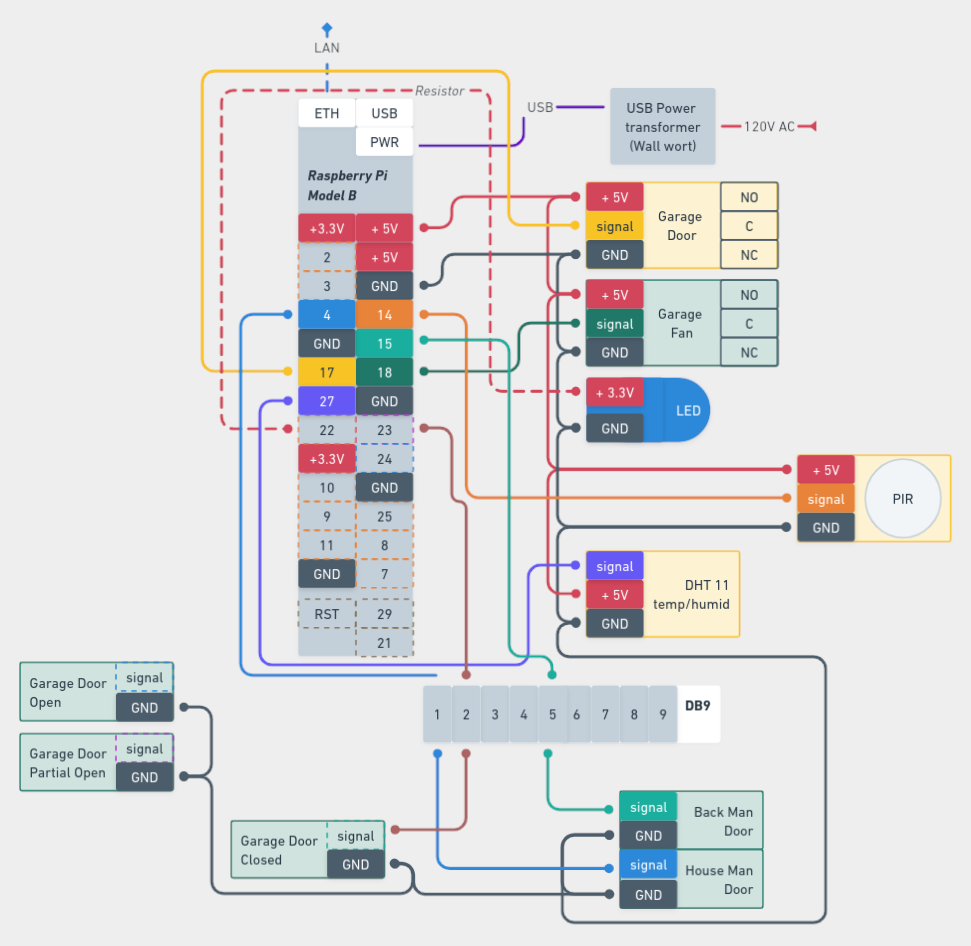 LAN
Resistor
ETH
USB
PWR
Raspberry Pi
Model B
+3.3V
+ 5V
2
+ 5V
3
GND
4
14
GND
15
17
18
27
GND
22
23
+3.3V
24
10
GND
9
25
11
8
GND
7
RST
29
21
USB
USB Power
transformer
(Wall wort)
120V AC
+ 5V
signal
GND
Garage
Door
NO
C
NC
+ 5V
signal
GND
Garage
Fan
NO
C
NC
+ 3.3V
GND
LED
+ 5V
signal
GND
PIR
signal
+ 5V
GND
DHT 11
temp/humid
1
2
3
4
5
6
7
8
9
DB9
Garage Door
Open
signal
GND
Garage Door
Partial Open
signal
GND
Garage Door
Closed
signal
GND
signal
GND
Back Man
Door
signal
GND
House Man
Door